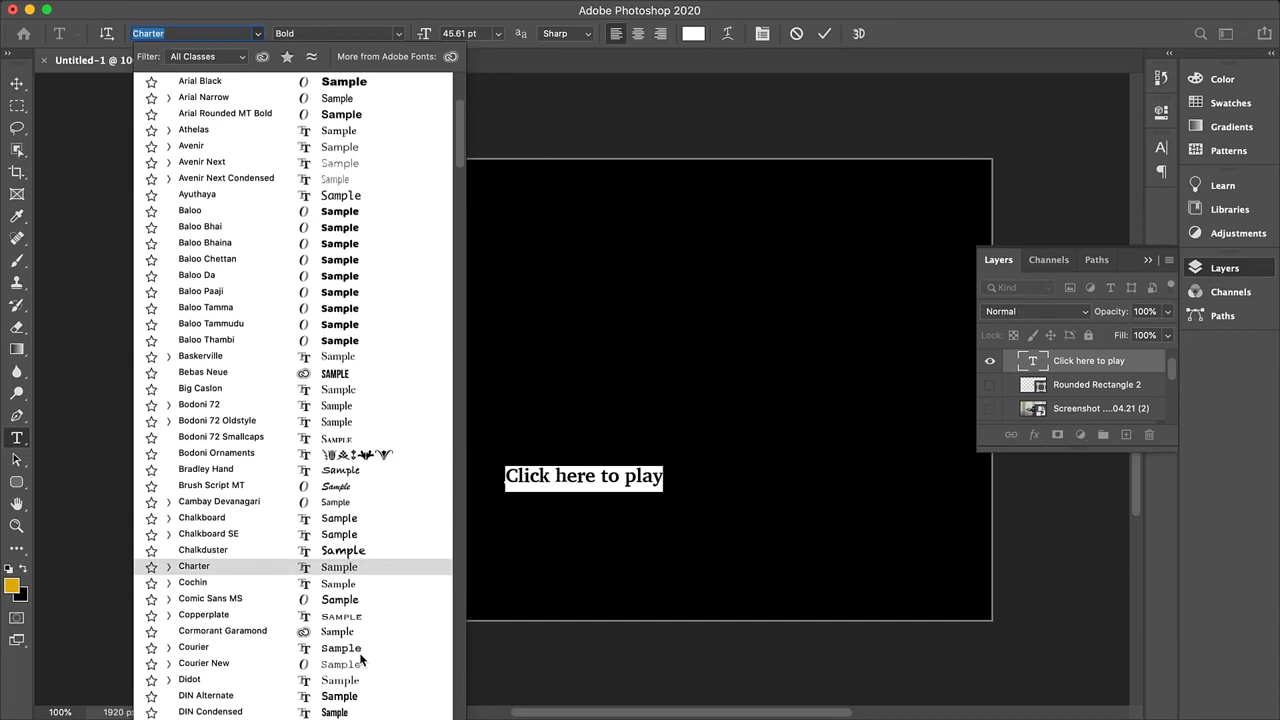 Adobe Photoshop 2020
Charter
Bold
45.61 pt
Sharp
3D
Filter: All Classes
More from Adobe Fonts:
Untitled-1 @ 10
Arial Black Sample
Arial Narrow Sample
Arial Rounded MT Bold Sample
Athelas Sample
Avenir Sample
Avenir Next Sample
Avenir Next Condensed Sample
Ayuthaya Sample
Baloo Sample
Baloo Bhai Sample
Baloo Bhaina Sample
Baloo Chettan Sample
Baloo Da Sample
Baloo Paaji Sample
Baloo Tamma Sample
Baloo Tammudu Sample
Baloo Thambi Sample
Baskerville Sample
Bebas Neue SAMPLE
Big Caslon Sample
Bodoni 72 Sample
Bodoni 72 Oldstyle Sample
Bodoni 72 Smallcaps SAMPLE
Bodoni Ornaments
Bradley Hand Sample
Brush Script MT Sample
Cambay Devanagari Sample
Chalkboard Sample
Chalkboard SE Sample
Chalkduster Sample
Charter Sample
Cochin Sample
Comic Sans MS Sample
Copperplate SAMPLE
Cormorant Garamond Sample
Courier Sample
Courier New Sample
Didot Sample
DIN Alternate Sample
DIN Condensed Sample
Click here to play
Color
Swatches
Gradients
Patterns
Learn
Libraries
Adjustments
Layers
Channels
Paths
Layers Channels Paths
Kind
Normal Opacity: 100%
Lock: Fill: 100%
Click here to play
Rounded Rectangle 2
Screenshot ....04.21 (2)
100% 1920 p